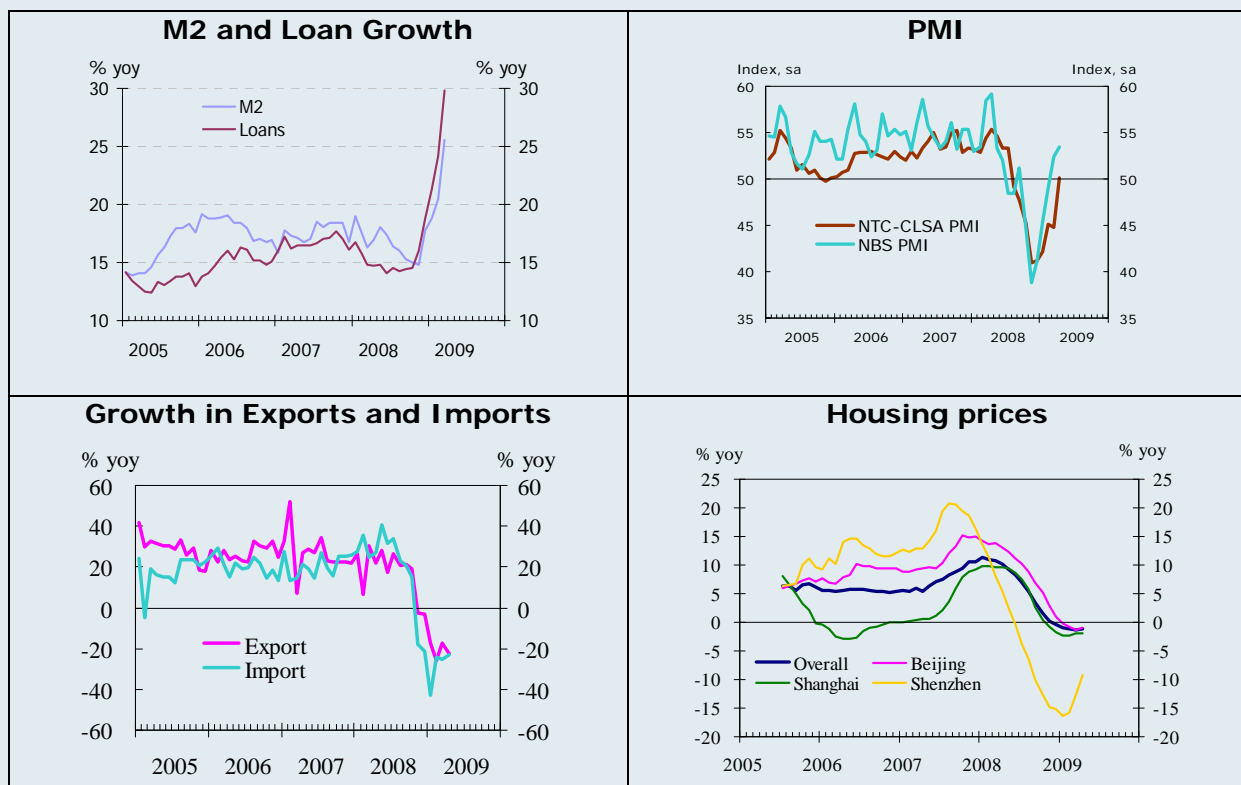 M2 and Loan Growth
% yoy
% yoy
30
25
20
15
10
30
25
20
15
10
M2
Loans
2005 2006 2007 2008 2009
PMI
Index, sa
Index, sa
60
55
50
45
40
35
60
55
50
45
40
35
NTC-CLSA PMI
NBS PMI
2005 2006 2007 2008 2009
Growth in Exports and Imports
% yoy
% yoy
60
40
20
0
-20
-40
-60
60
40
20
0
-20
-40
-60
Export
Import
2005 2006 2007 2008 2009
Housing prices
% yoy
% yoy
25
20
15
10
5
0
-5
-10
-15
-20
25
20
15
10
5
0
-5
-10
-15
-20
Overall Beijing
Shanghai Shenzhen
2005 2006 2007 2008 2009